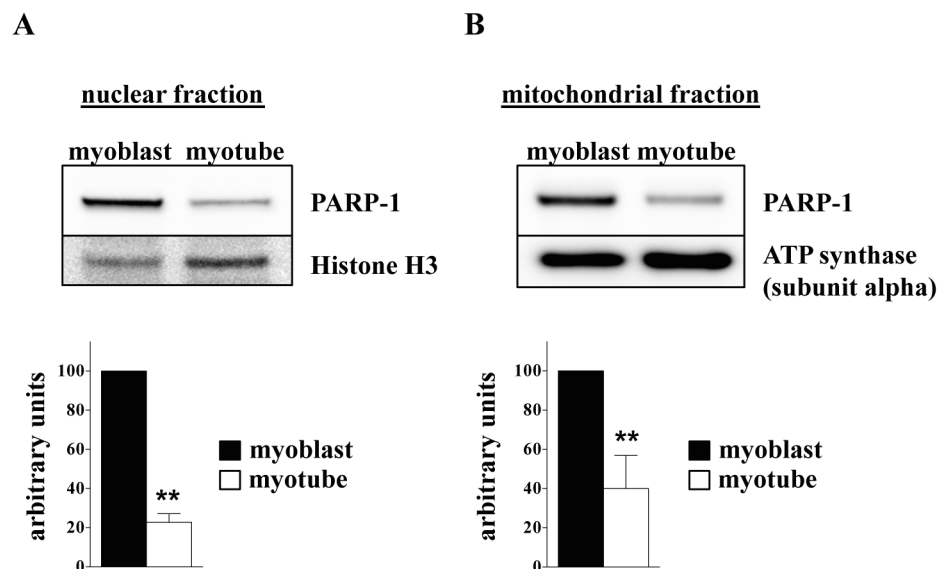 A
B
nuclear fraction
mitochondrial fraction
myoblast myotube
myoblast myotube
PARP-1
PARP-1
Histone H3
ATP synthase
(subunit alpha)
arbitrary units
100
80
60
40
20
0
**
myoblast
myotube
arbitrary units
100
80
60
40
20
0
**
myoblast
myotube